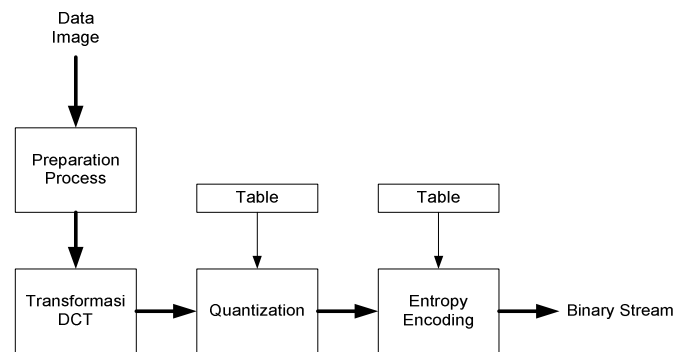 Data
Image
Preparation
Process
Table
Table
Transformasi
DCT
Quantization
Entropy
Encoding
Binary Stream